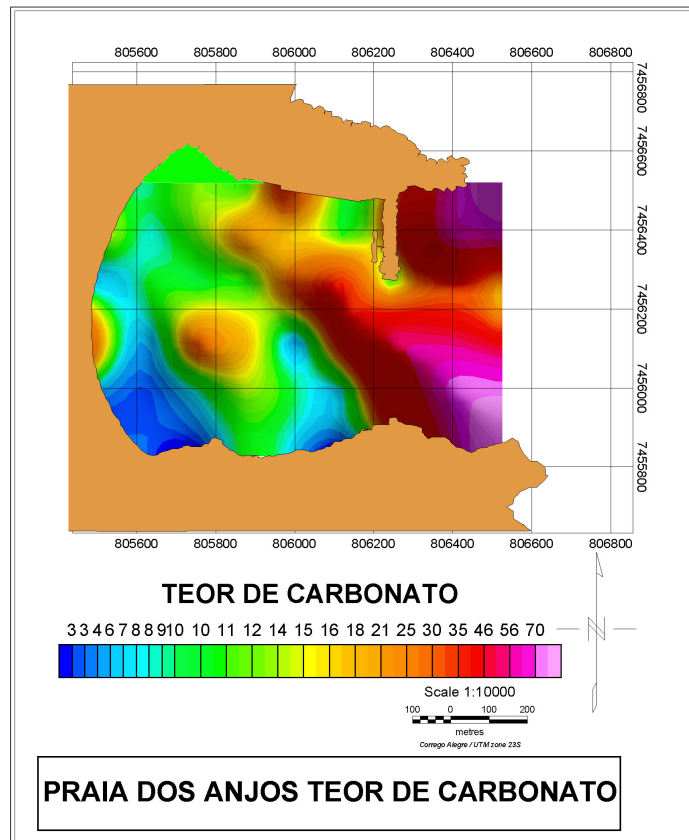 805600 805800 806000 806200 806400 806600 806800
7456800
7456600
7456400
7456200
7456000
7455800
805600 805800 806000 806200 806400 806600 806800
TEOR DE CARBONATO
3 3 4 6 7 8 8 9 10 10 11 12 14 15 16 18 21 25 30 35 46 56 70
N
Scale 1:10000
100 0 100 200
metres
Corrego Alegre / UTM zone 23S
PRAIA DOS ANJOS TEOR DE CARBONATO